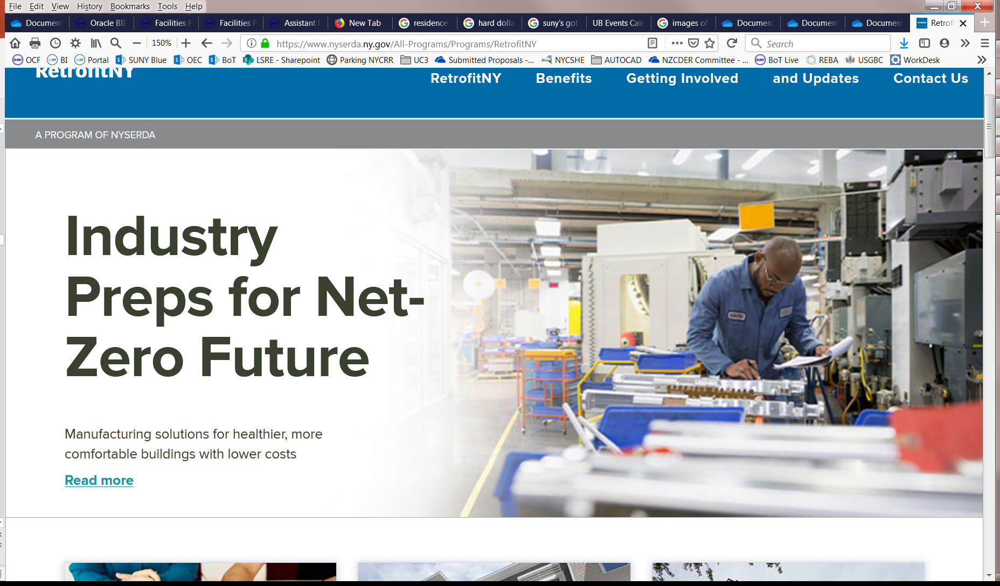 File Edit View History Bookmarks Tools Help
Document Oracle BIE Facilities P Facilities P Assistant F New Tab residence hard dolla suny's got UB Events Cale images of Document Document Document Retrofi
150% https://www.nyserda.ny.gov/All-Programs/Programs/RetrofitNY Search
OCF BI Portal SUNY Blue OEC BoT LSRE - Sharepoint Parking NYCRR UC3 Submitted Proposals -... NYCSHE AUTOCAD NZCDER Committee - ... BoT Live REBA USGBC WorkDesk
RetrofitNY
RetrofitNY Benefits Getting Involved and Updates Contact Us
A PROGRAM OF NYSERDA
Industry
Preps for Net-
Zero Future
Manufacturing solutions for healthier, more
comfortable buildings with lower costs
Read more